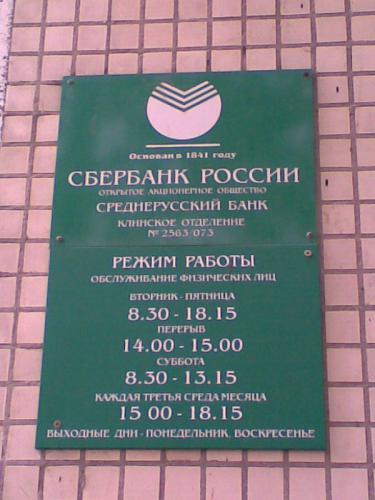 Основан в 1841 году
СБЕРБАНК РОССИИ
ОТКРЫТОЕ АКЦИОНЕРНОЕ ОБЩЕСТВО
СРЕДНЕРУССКИЙ БАНК
КЛИНСКОЕ ОТДЕЛЕНИЕ
№ 2563/073
РЕЖИМ РАБОТЫ
ОБСЛУЖИВАНИЕ ФИЗИЧЕСКИХ ЛИЦ
ВТОРНИК - ПЯТНИЦА
8.30 - 18.15
ПЕРЕРЫВ
14.00 - 15.00
СУББОТА
8.30 - 13.15
КАЖДАЯ ТРЕТЬЯ СРЕДА МЕСЯЦА
15 00 - 18.15
ВЫХОДНЫЕ ДНИ - ПОНЕДЕЛЬНИК, ВОСКРЕСЕНЬЕ